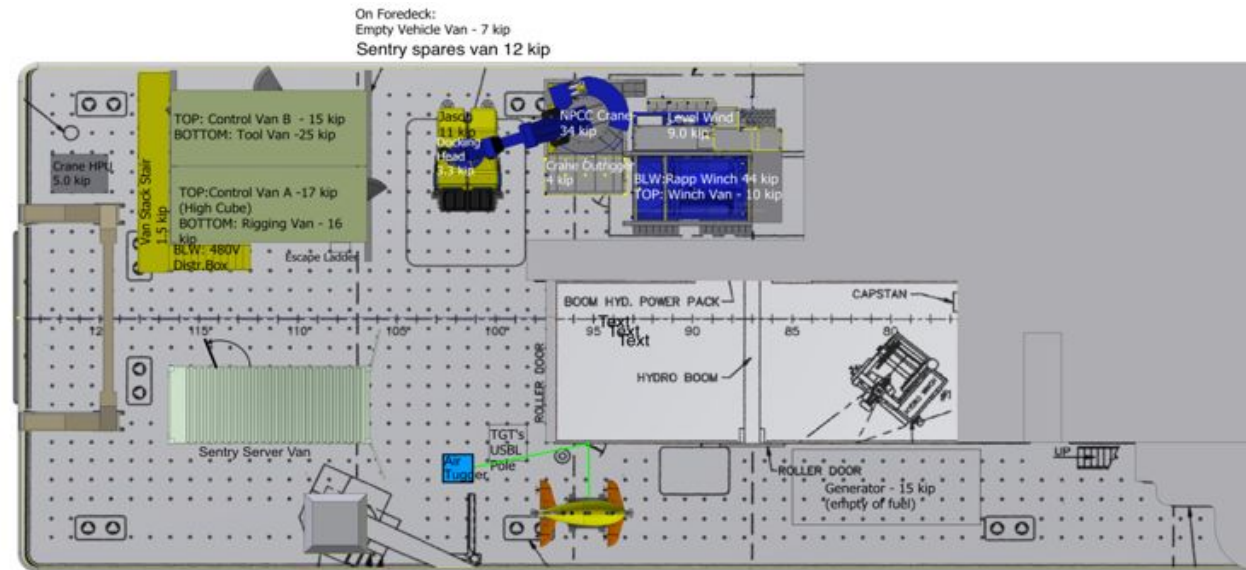 On Foredeck:
Empty Vehicle Van - 7 kip
Sentry spares van 12 kip
TOP: Control Van B - 15 kip
BOTTOM: Tool Van -25 kip
Jason
11 kip
Docking
Head
3.3 kip
NPCC Crane
34 kip
Level Wind
9.0 kip
Crane HPU
5.0 kip
Van Stack Stair
1.5 kip
Crane Outrigger
4 kip
BLW:Rapp Winch 44 kip
TOP: Winch Van - 10 kip
TOP:Control Van A -17 kip
(High Cube)
BOTTOM: Rigging Van - 16
kip
BLW: 480V
Distr.Box
Escape Ladder
BOOM HYD. POWER PACK
CAPSTAN
115
105
100
95
90
85
80
Text
Text
Text
ROLLER DOOR
HYDRO BOOM
HYDRO WINCH
Sentry Server Van
TGT's
USBL
Pole
Air
Tugger
ROLLER DOOR
UP
Generator - 15 kip
(empty of fuel)